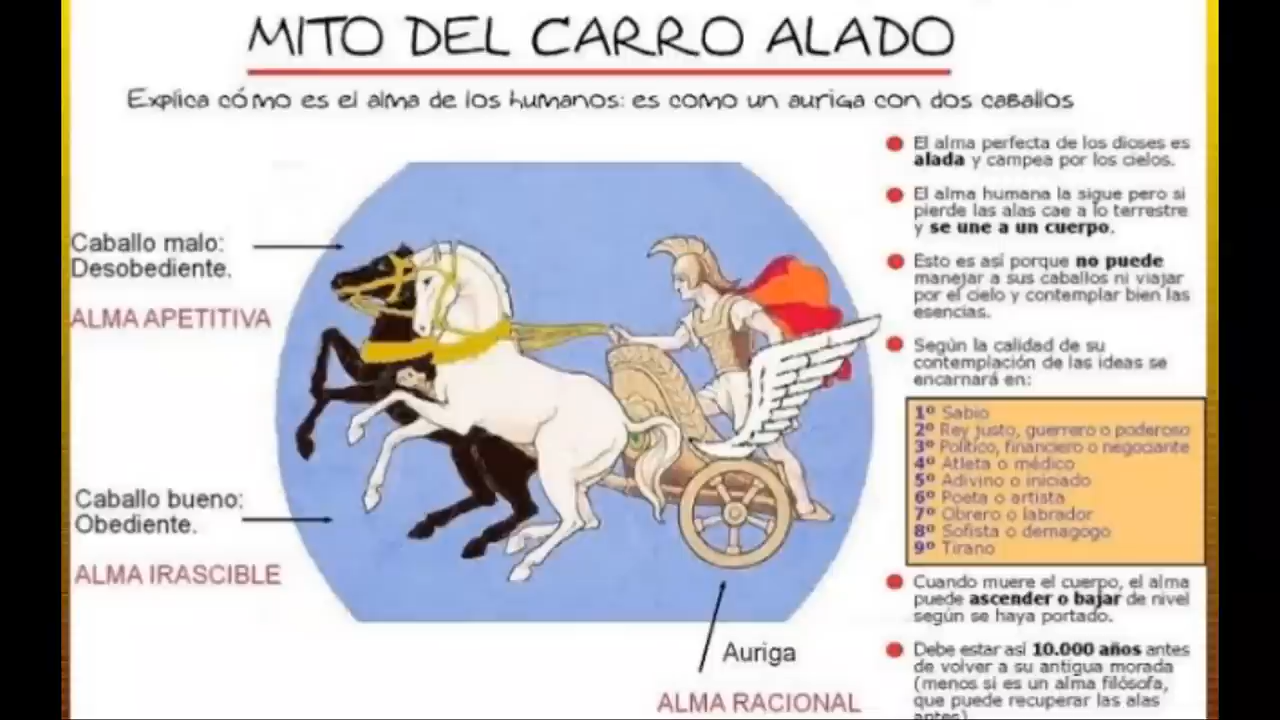 MITO DEL CARRO ALADO
Explica cómo es el alma de los humanos: es como un auriga con dos caballos
Caballo malo:
Desobediente.
ALMA APETITIVA
Caballo bueno:
Obediente.
ALMA IRASCIBLE
Auriga
ALMA RACIONAL
El alma perfecta de los dioses es
alada y campea por los cielos.
El alma humana la sigue pero si
pierde las alas cae a lo terrestre
y se une a un cuerpo.
Esto es así porque no puede
manejar a sus caballos ni viajar
por el cielo y contemplar bien las
esencias.
Según la calidad de su
contemplación de las ideas se
encarnará en:
1º Sabio
2º Rey justo, guerrero o poderoso
3º Político, financiero o negociante
4º Atleta o médico
5º Adivino o iniciado
6º Poeta o artista
7º Obrero o labrador
8º Sofista o demagogo
9º Tirano
Cuando muere el cuerpo, el alma
puede ascender o bajar de nivel
según se haya portado.
Debe estar así 10.000 años antes
de volver a su antigua morada
(menos si es un alma filósofa,
que puede recuperar las alas
antes)